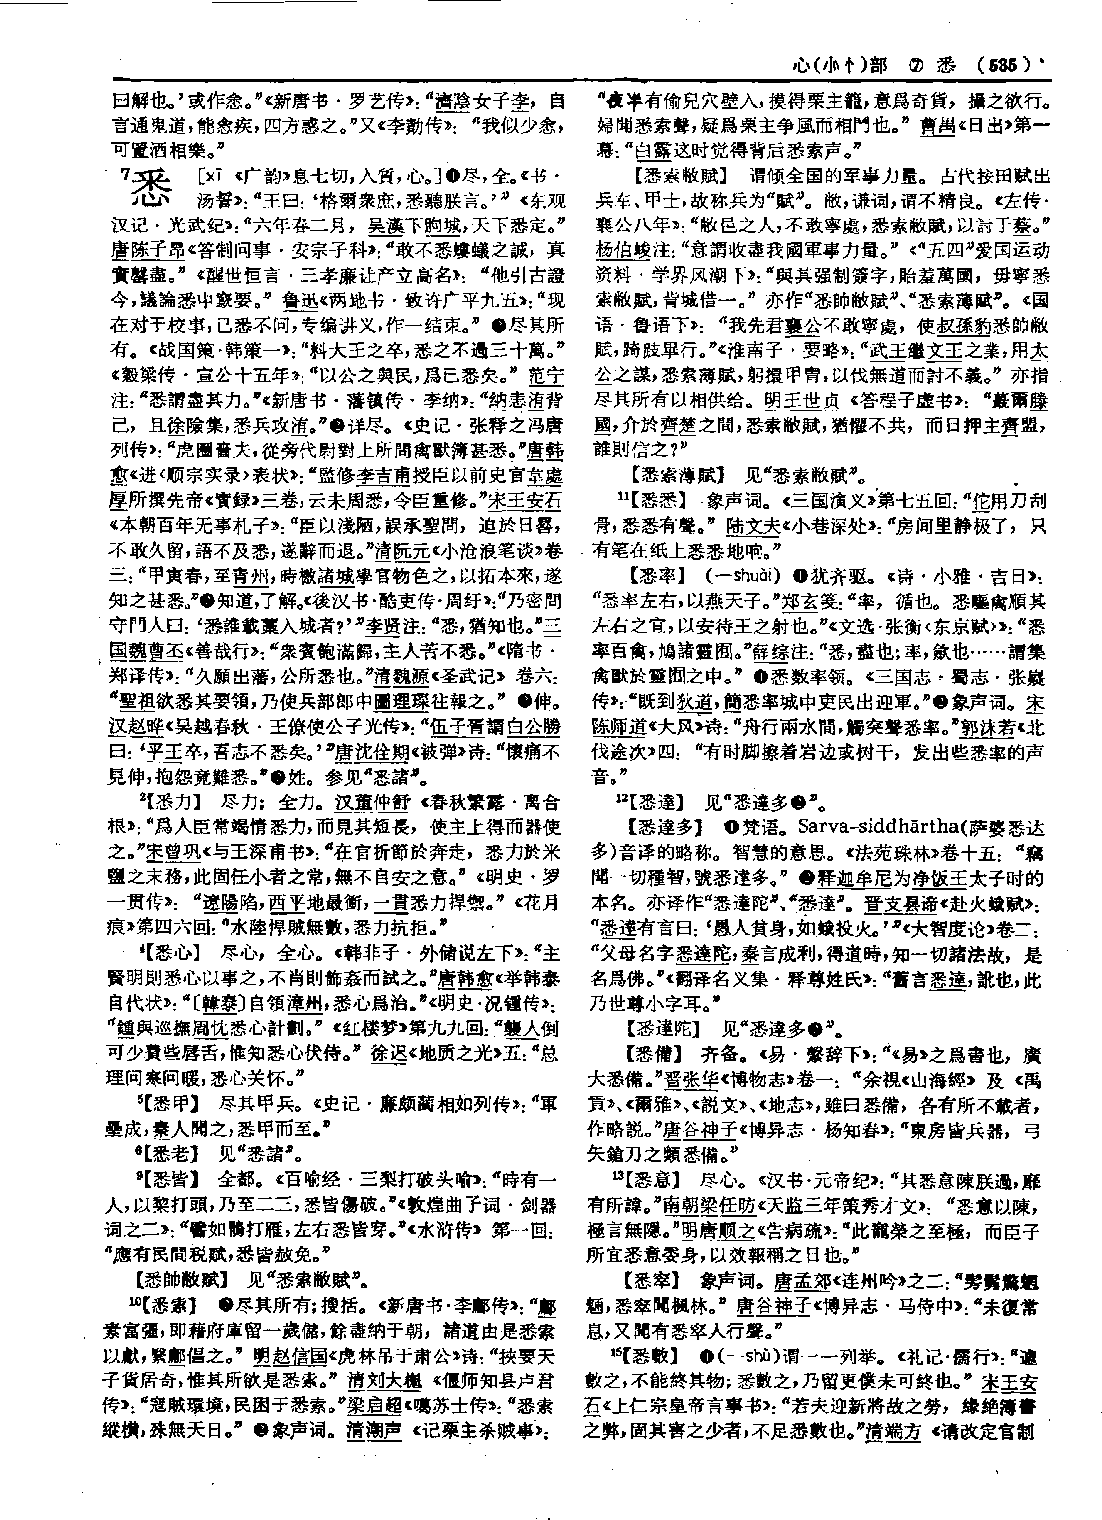 心(小忄)部 ⑦ 悉 (535)
曰解也。’或作悆。”《新唐书·罗艺传》：“濟陰女子李，自
言通鬼道，能愈疾，四方惑之。”又《李勣传》：“我似少愈，
可置酒相樂。”
7 悉 [xī 《广韵》息七切，入質，心。]❶尽，全。《书·
汤誓》：“王曰：‘格爾衆庶，悉聽朕言。’” 《东观
汉记·光武纪》：“六年春二月，吴漢下朐城，天下悉定。”
唐陈子昂《答制问事·安宗子科》：“敢不悉螻蟻之誠，真
實罄盡。” 《醒世恒言·三孝廉让产立高名》：“他引古證
今，議論悉中窾要。” 鲁迅《两地书·致许广平九五》：“现
在对于校事，已悉不问，专编讲义，作一结束。” ❷尽其所
有。《战国策·韩策一》：“料大王之卒，悉之不過三十萬。”
《穀梁传·宣公十五年》：“以公之與民，爲已悉矣。” 范宁
注：“悉謂盡其力。”《新唐书·藩镇传·李纳》：“納恚洧背
己，且徐險集，悉兵攻洧。”❸详尽。《史记·张释之冯唐
列传》：“虎圈嗇夫，從旁代尉對上所問禽獸簿甚悉。”唐韩
愈《进〈顺宗实录〉表状》：“監修李吉甫授臣以前史官韋處
厚所撰先帝《實録》三卷，云未周悉，令臣重修。”宋王安石
《本朝百年无事札子》：“臣以淺陋，誤承聖問，迫於日晷，
不敢久留，語不及悉，遂辭而退。”清阮元《小沧浪笔谈》卷
三：“甲寅春，至青州，時檄諸城學官物色之，以拓本來，遂
知之甚悉。”❹知道，了解。《後汉书·酷吏传·周纡》：“乃密問
守門人曰：‘悉誰載藁入城者？’”李贤注：“悉，猶知也。”三
国魏曹丕《善哉行》：“衆賓飽滿歸，主人苦不悉。”《隋书·
郑译传》：“久願出藩，公所悉也。”清魏源《圣武记》卷六：
“聖祖欲悉其要領，乃使兵部郎中圖理琛往報之。” ❺伸。
汉赵晔《吴越春秋·王僚使公子光传》：“伍子胥謂白公勝
曰：‘平王卒，吾志不悉矣。’”唐沈佺期《被弹》诗：“懷痛不
見伸，抱怨竟難悉。”❻姓。参见“悉諸”。
2【悉力】 尽力；全力。汉董仲舒《春秋繁露·离合
根》：“爲人臣常竭情悉力，而見其短長，使主上得而器使
之。”宋曾巩《与王深甫书》：“在官折節於奔走，悉力於米
鹽之末務，此固任小者之常，無不自安之意。” 《明史·罗
一贯传》：“遼陽陷，西平地最衝，一貫悉力捍禦。” 《花月
痕》第四六回：“水陸悍賊無數，悉力抗拒。”
4【悉心】 尽心，全心。《韩非子·外储说左下》：“主
賢明則悉心以事之，不肖則飾姦而試之。”唐韩愈《举韩泰
自代状》：“〔韓泰〕自領漳州，悉心爲治。”《明史·况锺传》：
“鍾與巡撫周忱悉心計劃。” 《红楼梦》第九九回：“襲人倒
可少費些唇舌，惟知悉心伏侍。” 徐迟《地质之光》五：“总
理问寒问暖，悉心关怀。”
5【悉甲】 尽其甲兵。《史记·廉颇蔺相如列传》：“軍
壘成，秦人聞之，悉甲而至。”
6【悉老】 见“悉諸”。
9【悉皆】 全都。《百喻经·三梨打破头喻》：“時有一
人，以黎打頭，乃至二三，悉皆傷破。”《敦煌曲子词·剑器
词之二》：“譬如鶻打雁，左右悉皆穿。”《水浒传》第一回：
“應有民間税賦，悉皆赦免。”
【悉帥敝賦】 见“悉索敝賦”。
10【悉索】 ❶尽其所有；搜括。《新唐书·李鄘传》：“鄘
素富彊，即籍府庫留一歲儲，餘盡納于朝，諸道由是悉索
以獻，繄鄘倡之。” 明赵信国《虎林吊于肃公》诗：“挾要天
子貨居奇，惟其所欲是悉索。” 清刘大櫆《偃师知县卢君
传》：“寇賊環境，民困于悉索。”梁启超《噶苏士传》：“悉索
縱横，殊無天日。” ❷象声词。清潮声《记栗主杀贼事》：
“夜半有偷兒穴壁入，摸得栗主龕，意爲奇貨，攜之欲行。
婦聞悉索聲，疑爲栗主争風而相鬥也。” 曹禺《日出》第一
幕：“白露这时觉得背后悉索声。”
【悉索敝賦】 谓倾全国的军事力量。古代按田赋出
兵车、甲士，故称兵为“赋”。敝，谦词，谓不精良。《左传·
襄公八年》：“敝邑之人，不敢寧處，悉索敝賦，以討于蔡。”
杨伯峻注：“意謂收盡我國軍事力量。” 《“五四”爱国运动
资料·学界风潮下》：“與其强制簽字，貽羞萬國，毋寧悉
索敝賦，背城借一。” 亦作“悉帥敝賦”、“悉索薄賦”。《国
语·鲁语下》：“我先君襄公不敢寧處，使叔孫豹悉帥敝
賦，踦跂畢行。”《淮南子·要略》：“武王繼文王之業，用太
公之謀，悉索薄賦，躬擐甲胄，以伐無道而討不義。” 亦指
尽其所有以相供给。明王世贞《答程子虚书》：“蕞爾滕
國，介於齊楚之間，悉索敝賦，猶懼不共，而日押主齊盟，
誰則信之？”
【悉索薄賦】 见“悉索敝賦”。
11【悉悉】 象声词。《三国演义》第七五回：“佗用刀刮
骨，悉悉有聲。” 陆文夫《小巷深处》：“房间里静极了，只
有笔在纸上悉悉地响。”
【悉率】 (－shuài) ❶犹齐驱。《诗·小雅·吉日》：
“悉率左右，以燕天子。”郑玄笺：“率，循也。悉驅禽順其
左右之宜，以安待王之射也。”《文选·张衡〈东京赋〉》：“悉
率百禽，鳩諸靈囿。”薛综注：“悉，盡也；率，斂也……謂集
禽獸於靈囿之中。” ❷悉数率领。《三国志·蜀志·张嶷
传》：“既到狄道，簡悉率城中吏民出迎軍。”❸象声词。宋
陈师道《大风》诗：“舟行兩水間，觸突聲悉率。”郭沫若《北
伐途次》四：“有时脚擦着岩边或树干，发出些悉率的声
音。”
12【悉達】 见“悉達多❷”。
【悉達多】 ❶梵语。Sarva-siddhārtha(萨婆悉达
多)音译的略称。智慧的意思。《法苑珠林》卷十五：“竊
聞一切種智，號悉達多。” ❷释迦牟尼为净饭王太子时的
本名。亦译作“悉達陀”、“悉達”。晋支昙谛《赴火蛾赋》：
“悉達有言曰：‘愚人貪身，如蛾投火。’”《大智度论》卷二：
“父母名字悉達陀，秦言成利，得道時，知一切諸法故，是
名爲佛。”《翻译名义集·释尊姓氏》：“舊言悉達，訛也，此
乃世尊小字耳。”
【悉達陀】 见“悉達多❷”。
【悉備】 齐备。《易·繫辞下》：“《易》之爲書也，廣
大悉備。”晋张华《博物志》卷一：“余視《山海經》及《禹
貢》、《爾雅》、《説文》、《地志》，雖曰悉備，各有所不載者，
作略説。”唐谷神子《博异志·杨知春》：“東房皆兵器，弓
矢鎗刀之類悉備。”
13【悉意】 尽心。《汉书·元帝纪》：“其悉意陳朕過，靡
有所諱。”南朝梁任昉《天监三年策秀才文》：“悉意以陳，
極言無隱。”明唐顺之《告病疏》：“此寵榮之至極，而臣子
所宜悉意委身，以效報稱之日也。”
【悉窣】 象声词。唐孟郊《连州吟》之二：“髣髴驚魍
魎，悉窣聞楓林。” 唐谷神子《博异志·马侍中》：“未復常
息，又聞有悉窣人行聲。”
15【悉數】 ❶(－shǔ)谓一一列举。《礼记·儒行》：“遽
數之，不能終其物；悉數之，乃留更僕未可終也。” 宋王安
石《上仁宗皇帝言事书》：“若夫迎新將故之勞，緣絶簿書
之弊，固其害之少者，不足悉數也。”清端方《请改定官制